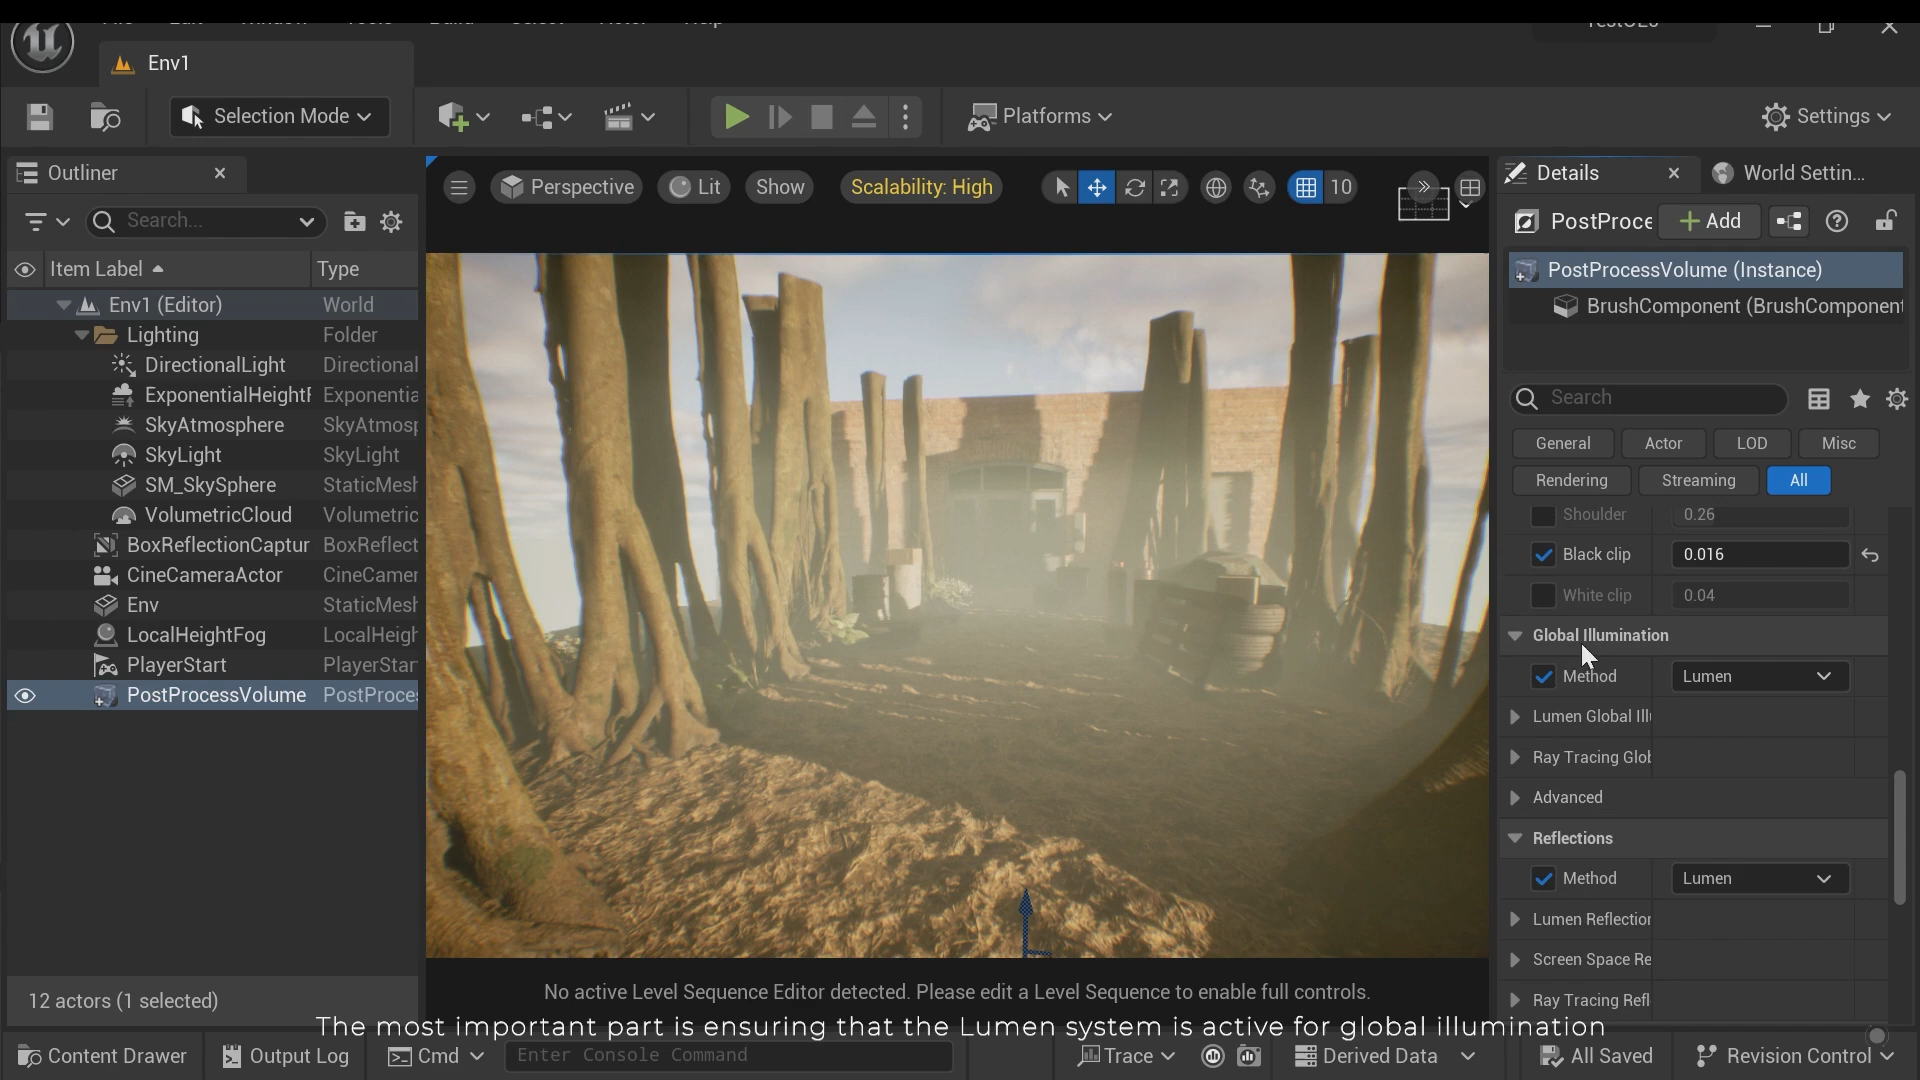 Env1
Selection Mode
Platforms
Settings
Outliner
Search...
Item Label
Type
Env1 (Editor)
World
Lighting
Folder
DirectionalLight
Directional
ExponentialHeightF
Exponentia
SkyAtmosphere
SkyAtmosp
SkyLight
SkyLight
SM_SkySphere
StaticMesh
VolumetricCloud
Volumetric
BoxReflectionCaptur
BoxReflect
CineCameraActor
CineCamer
Env
StaticMesh
LocalHeightFog
LocalHeigh
PlayerStart
PlayerStar
PostProcessVolume
PostProces
12 actors (1 selected)
Perspective
Lit
Show
Scalability: High
10
No active Level Sequence Editor detected. Please edit a Level Sequence to enable full controls.
Details
World Settin...
PostProce
Add
PostProcessVolume (Instance)
BrushComponent (BrushComponent
Search
General
Actor
LOD
Misc
Rendering
Streaming
All
Shoulder
0.26
Black clip
0.016
White clip
0.04
Global Illumination
Method
Lumen
Lumen Global Illu
Ray Tracing Glob
Advanced
Reflections
Method
Lumen
Lumen Reflection
Screen Space Re
Ray Tracing Refl
The most important part is ensuring that the Lumen system is active for global illumination
Content Drawer
Output Log
Cmd
Enter Console Command
Trace
Derived Data
All Saved
Revision Control